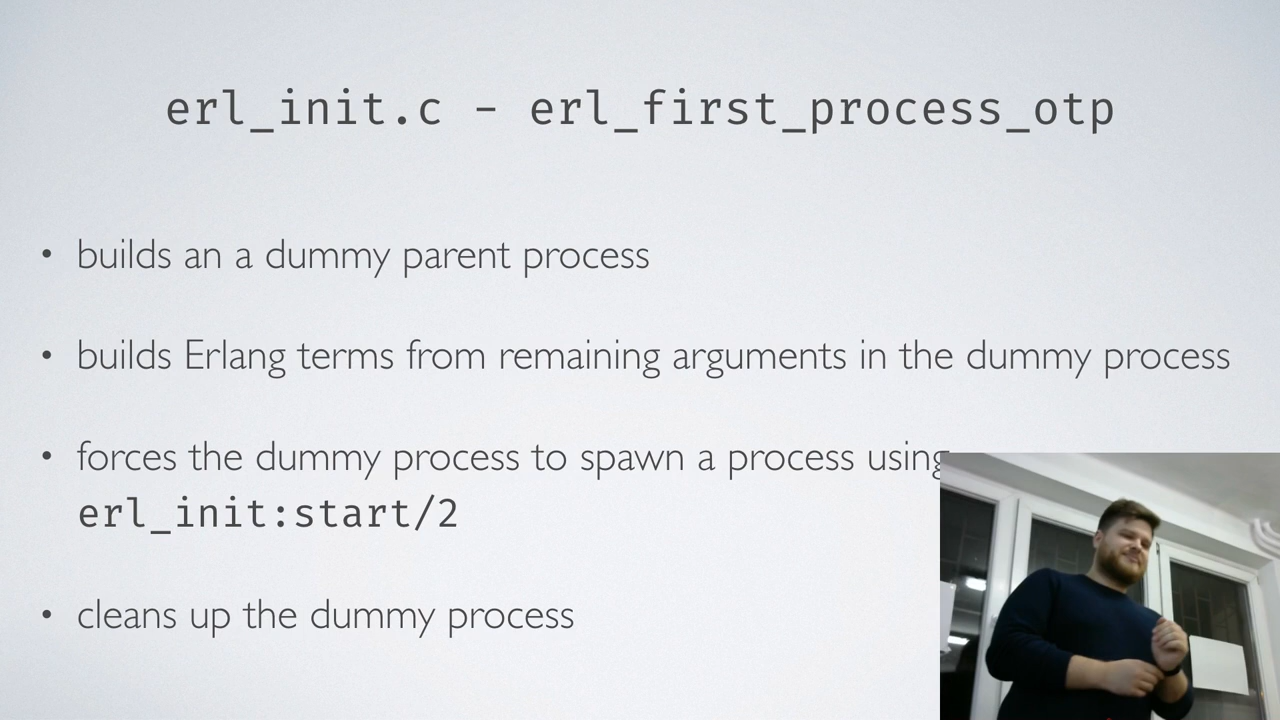 erl_init.c - erl_first_process_otp
• builds an a dummy parent process
• builds Erlang terms from remaining arguments in the dummy process
• forces the dummy process to spawn a process using
erl_init:start/2
• cleans up the dummy process